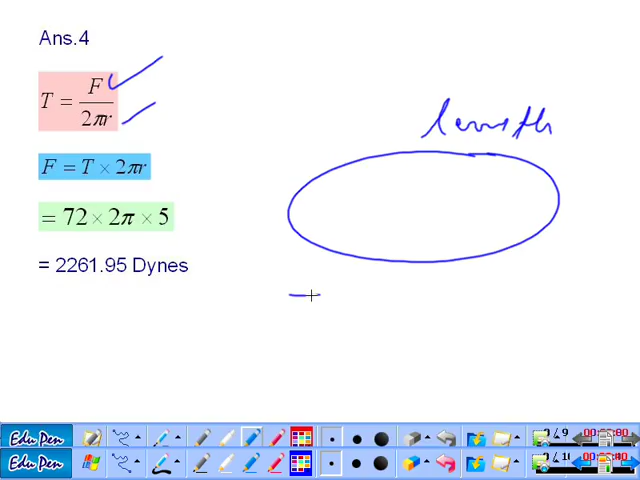 Ans.4
T = F / 2πr
length
F = T × 2πr
= 72 × 2π × 5
= 2261.95 Dynes
Edu Pen
Edu Pen